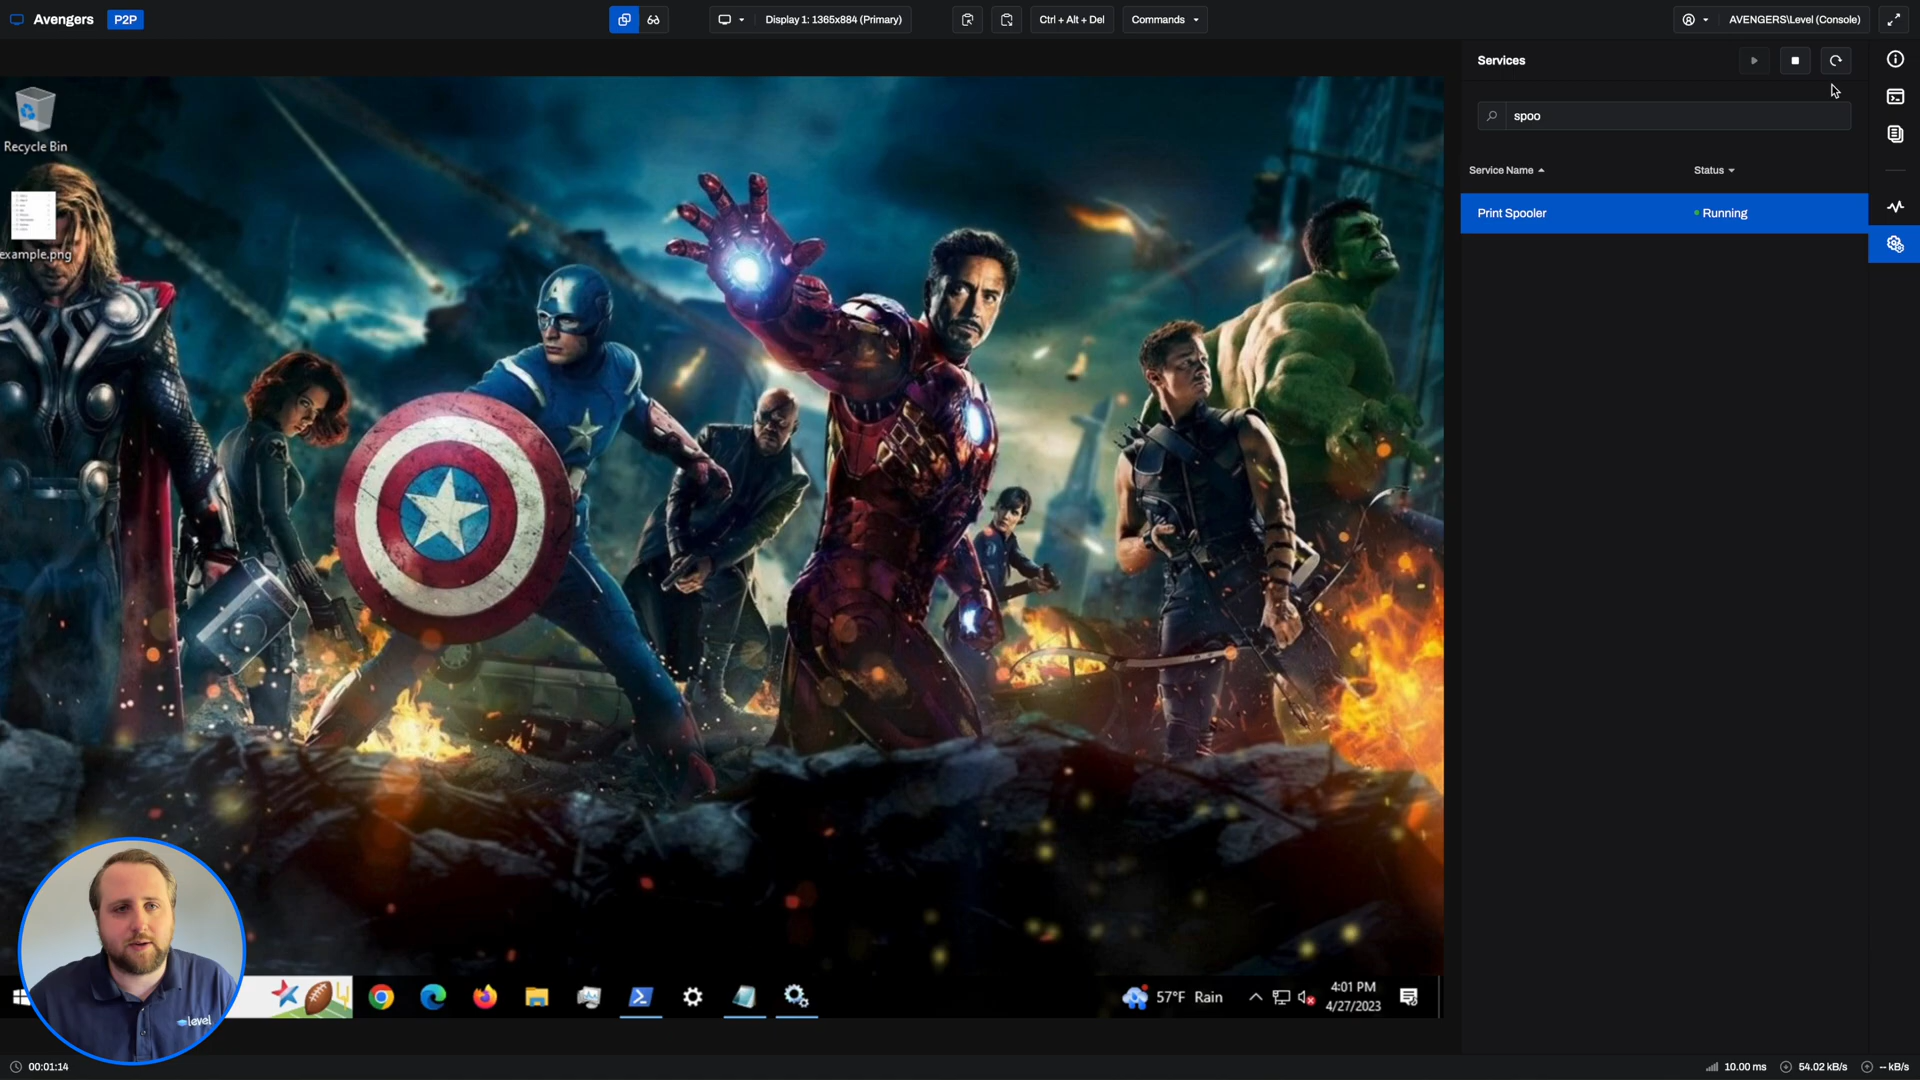 Avengers P2P
Display 1: 1365x884 (Primary)
Ctrl + Alt + Del
Commands
AVENGERS\Level (Console)
Services
spoo
Service Name
Status
Print Spooler
Running
Recycle Bin
example.png
level
57°F Rain
4:01 PM
4/27/2023
00:01:14
10.00 ms
54.02 kB/s
-- kB/s